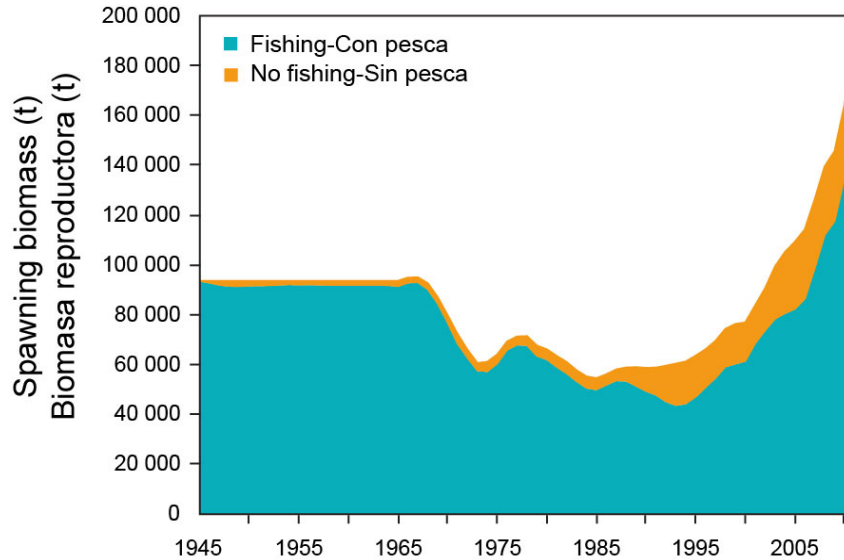 200 000
180 000
160 000
140 000
120 000
100 000
80 000
60 000
40 000
20 000
0
Spawning biomass (t)
Biomasa reproductora (t)
Fishing-Con pesca
No fishing-Sin pesca
1945 1955 1965 1975 1985 1995 2005